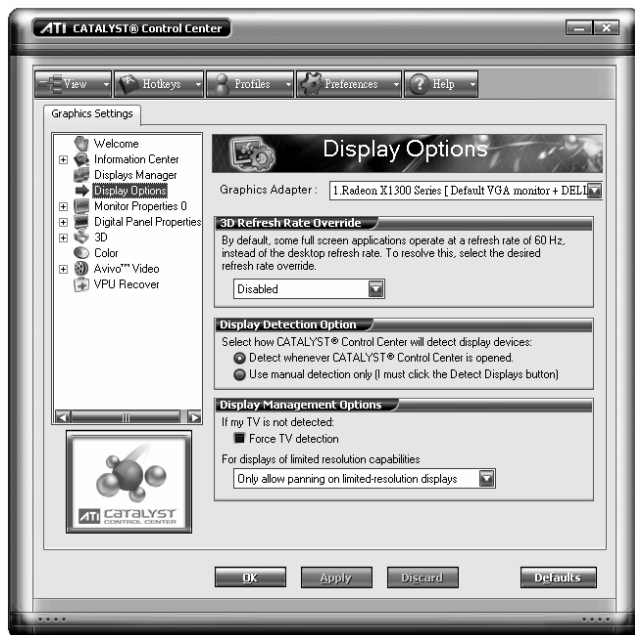 ATI CATALYST® Control Center
View
Hotkeys
Profiles
Preferences
Help
Graphics Settings
Welcome
Information Center
Displays Manager
Display Options
Monitor Properties 0
Digital Panel Properties
3D
Color
Avivo™ Video
VPU Recover
ATI CATALYST
CONTROL CENTER
Display Options
Graphics Adapter : 1.Radeon X1300 Series [ Default VGA monitor + DELL
3D Refresh Rate Override
By default, some full screen applications operate at a refresh rate of 60 Hz,
instead of the desktop refresh rate. To resolve this, select the desired
refresh rate override.
Disabled
Display Detection Option
Select how CATALYST® Control Center will detect display devices:
Detect whenever CATALYST® Control Center is opened.
Use manual detection only (I must click the Detect Displays button)
Display Management Options
If my TV is not detected:
Force TV detection
For displays of limited resolution capabilities
Only allow panning on limited-resolution displays
OK
Apply
Discard
Defaults